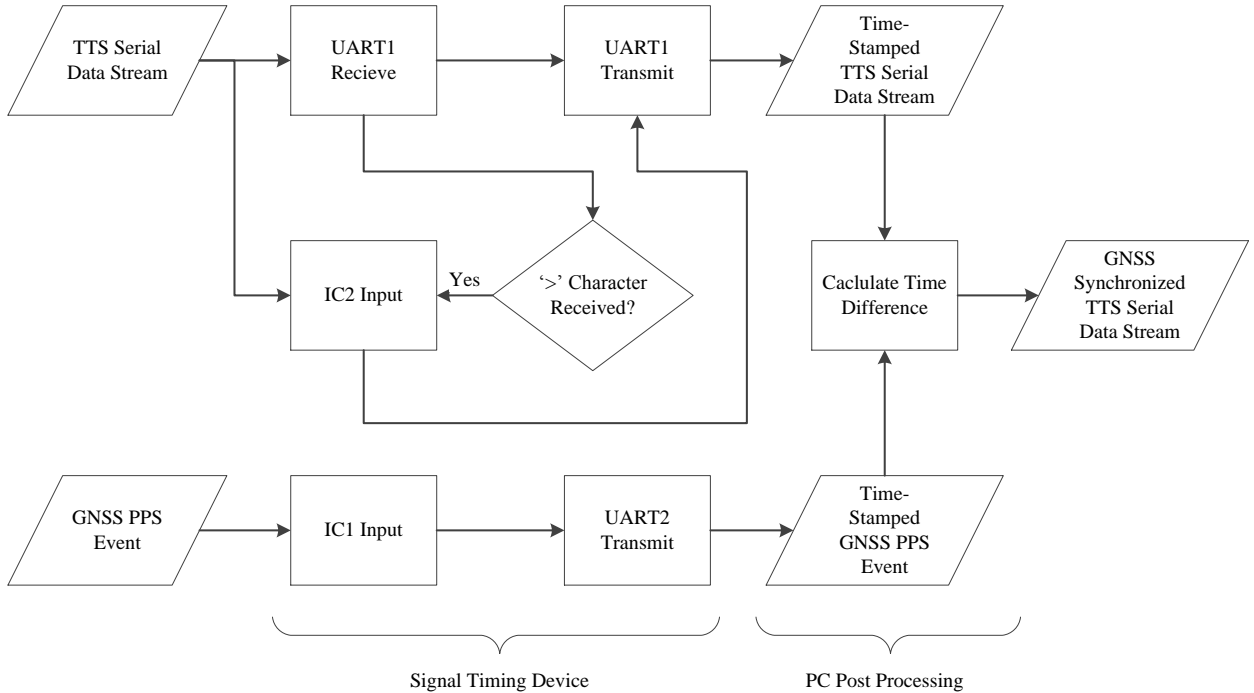 TTS Serial
Data Stream
UART1
Recieve
UART1
Transmit
Time-
Stamped
TTS Serial
Data Stream
IC2 Input
Yes
‘>’ Character
Received?
Caclulate Time
Difference
GNSS
Synchronized
TTS Serial
Data Stream
GNSS PPS
Event
IC1 Input
UART2
Transmit
Time-
Stamped
GNSS PPS
Event
Signal Timing Device
PC Post Processing